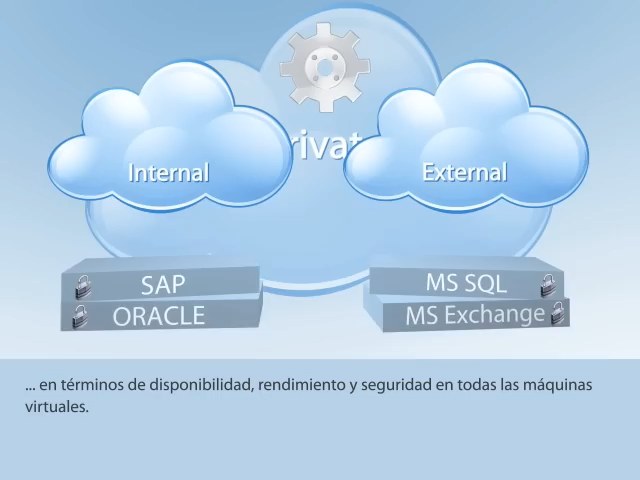 Internal
External
SAP
ORACLE
MS SQL
MS Exchange
... en términos de disponibilidad, rendimiento y seguridad en todas las máquinas
virtuales.